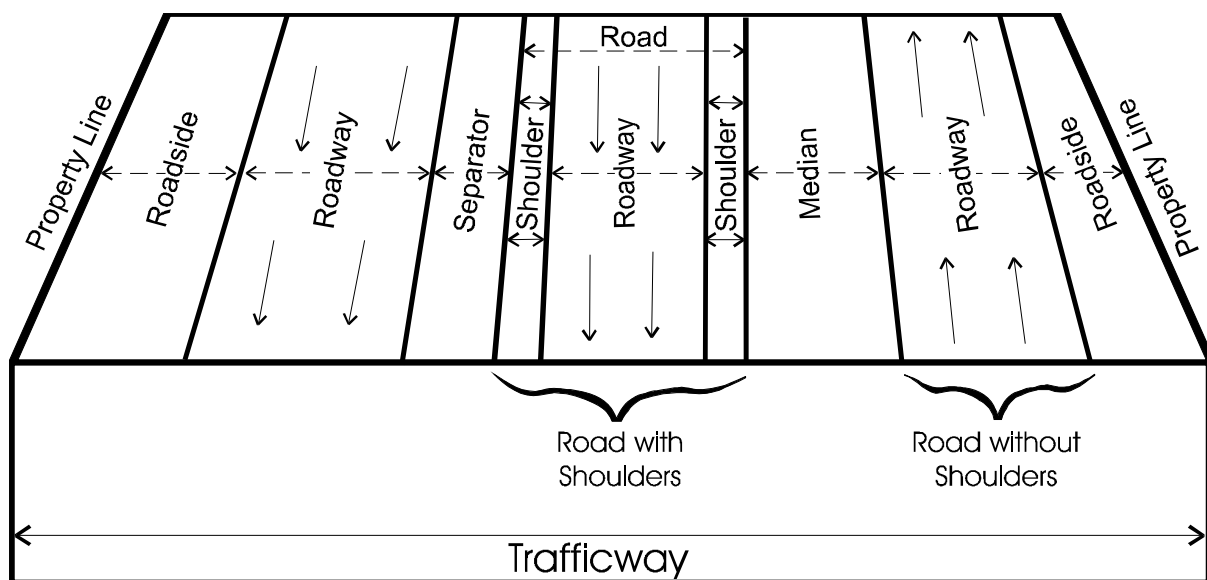 Road
Property Line
Roadside
Roadway
Separator
Shoulder
Roadway
Shoulder
Median
Roadway
Roadside
Property Line
Road with
Shoulders
Road without
Shoulders
Trafficway